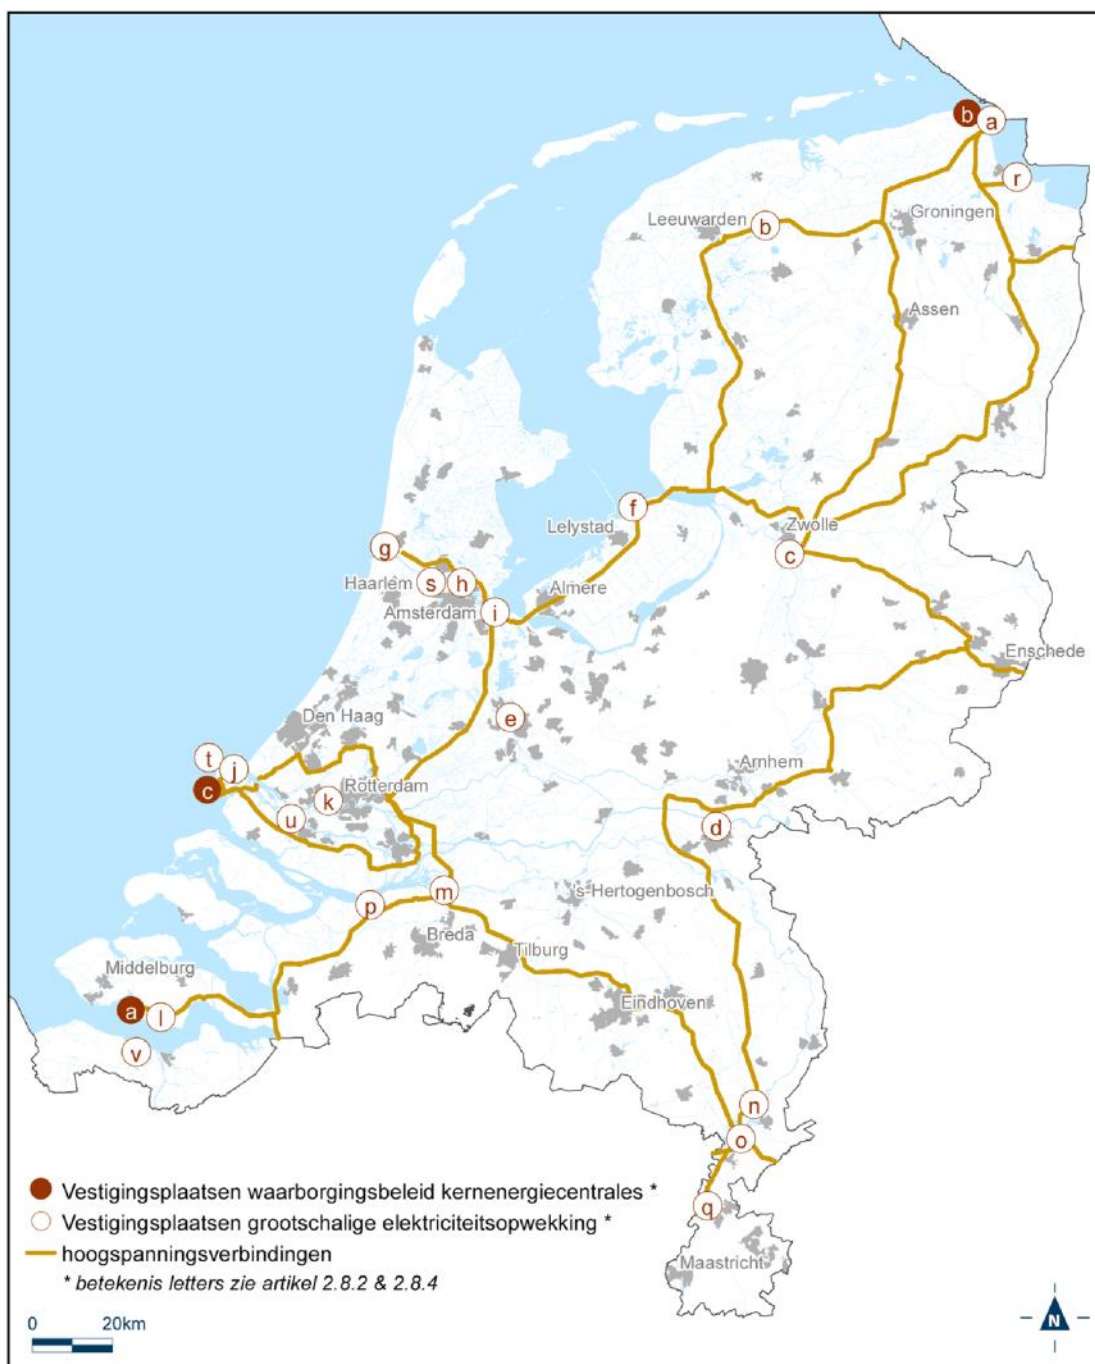 b
a
r
Leeuwarden
b
Groningen
Assen
f
Lelystad
Zwolle
c
g
Haarlem
s
h
Almere
Amsterdam
i
Enschede
e
Den Haag
t
j
c
Arnhem
Rotterdam
k
u
d
m
's-Hertogenbosch
p
Breda
Tilburg
Middelburg
a
l
Eindhoven
v
n
o
q
Maastricht
Vestigingsplaatsen waarborgingsbeleid kernenergiecentrales *
Vestigingsplaatsen grootschalige elektriciteitsopwekking *
hoogspanningsverbindingen
* betekenis letters zie artikel 2.8.2 & 2.8.4
0 20km
N